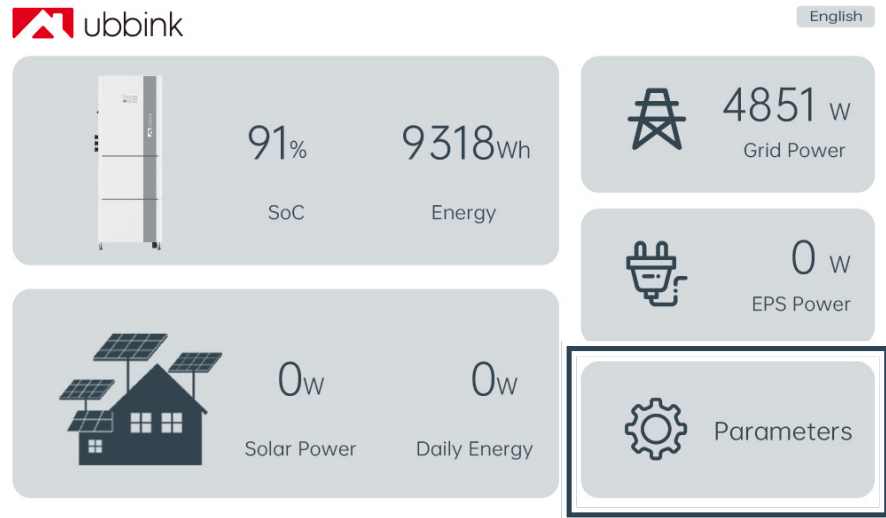 ubbink
English
91%
9318Wh
SoC
Energy
4851 W
Grid Power
0 W
EPS Power
0W
0W
Solar Power
Daily Energy
Parameters